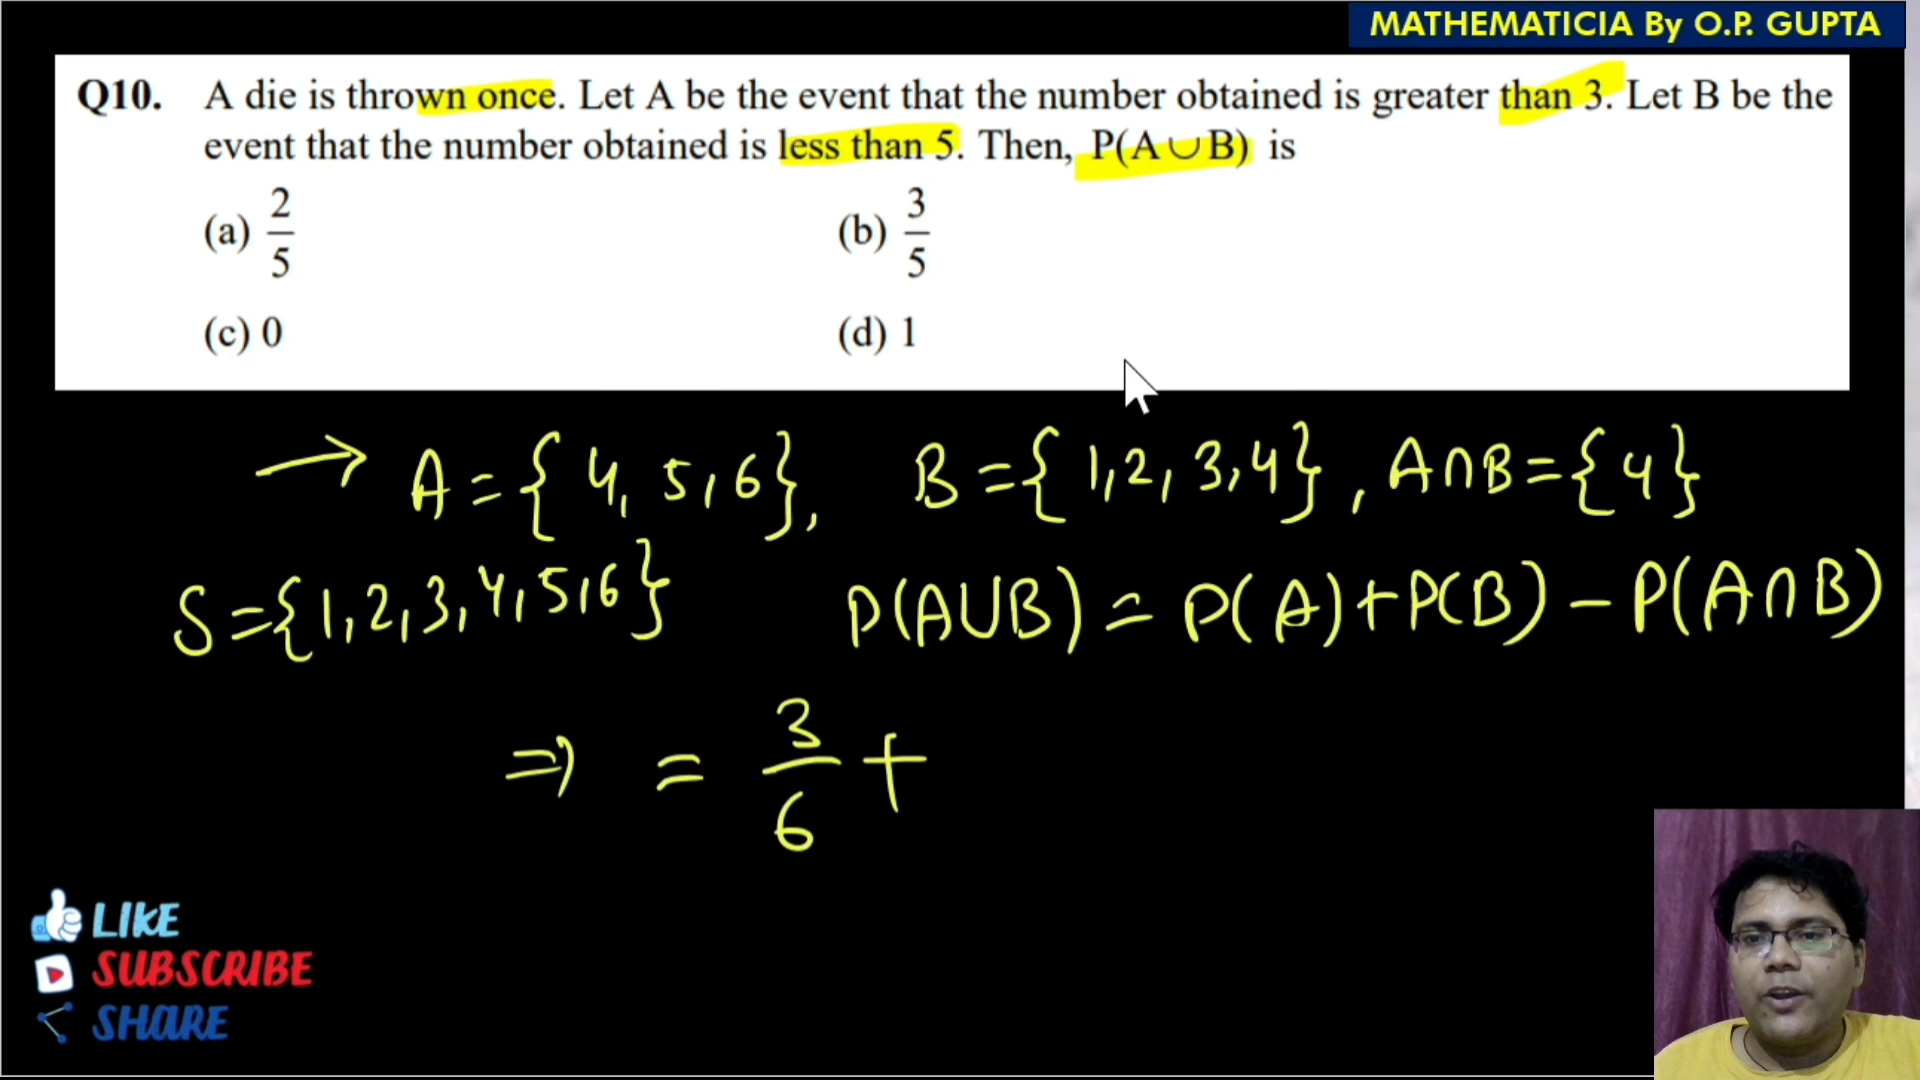 MATHEMATICIA By O.P. GUPTA
Q10. A die is thrown once. Let A be the event that the number obtained is greater than 3. Let B be the
event that the number obtained is less than 5. Then, P(A∪B) is
(a) 2/5 (b) 3/5
(c) 0 (d) 1
→ A = {4, 5, 6}, B = {1, 2, 3, 4}, A∩B = {4}
S = {1, 2, 3, 4, 5, 6} P(A∪B) = P(A) + P(B) − P(A∩B)
⇒ = 3/6 +
LIKE
SUBSCRIBE
SHARE